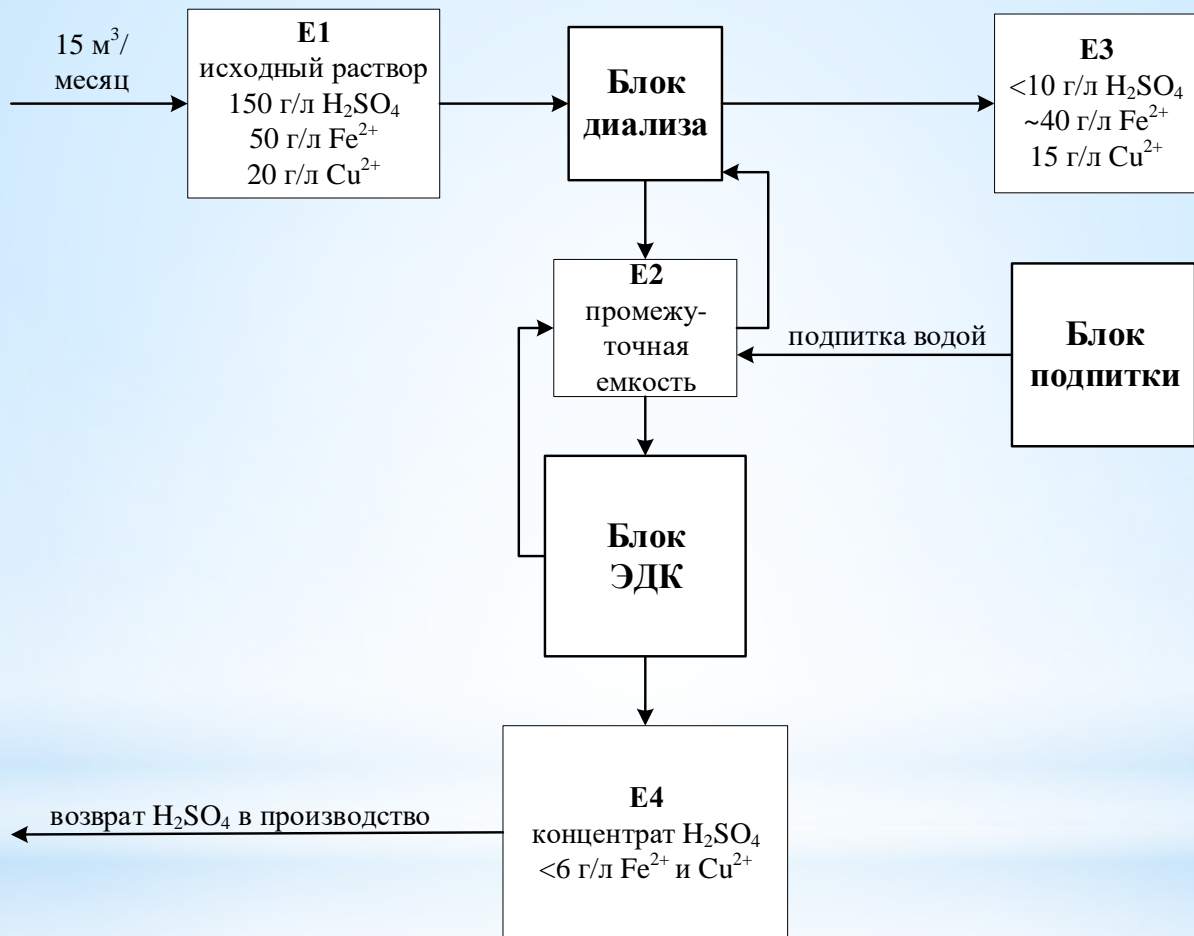 15 м³/
месяц
E1
исходный раствор
150 г/л H₂SO₄
50 г/л Fe²⁺
20 г/л Cu²⁺
Блок
диализа
E3
<10 г/л H₂SO₄
~40 г/л Fe²⁺
15 г/л Cu²⁺
E2
промежу-
точная
емкость
подпитка водой
Блок
подпитки
Блок
ЭДК
E4
концентрат H₂SO₄
<6 г/л Fe²⁺ и Cu²⁺
возврат H₂SO₄ в производство